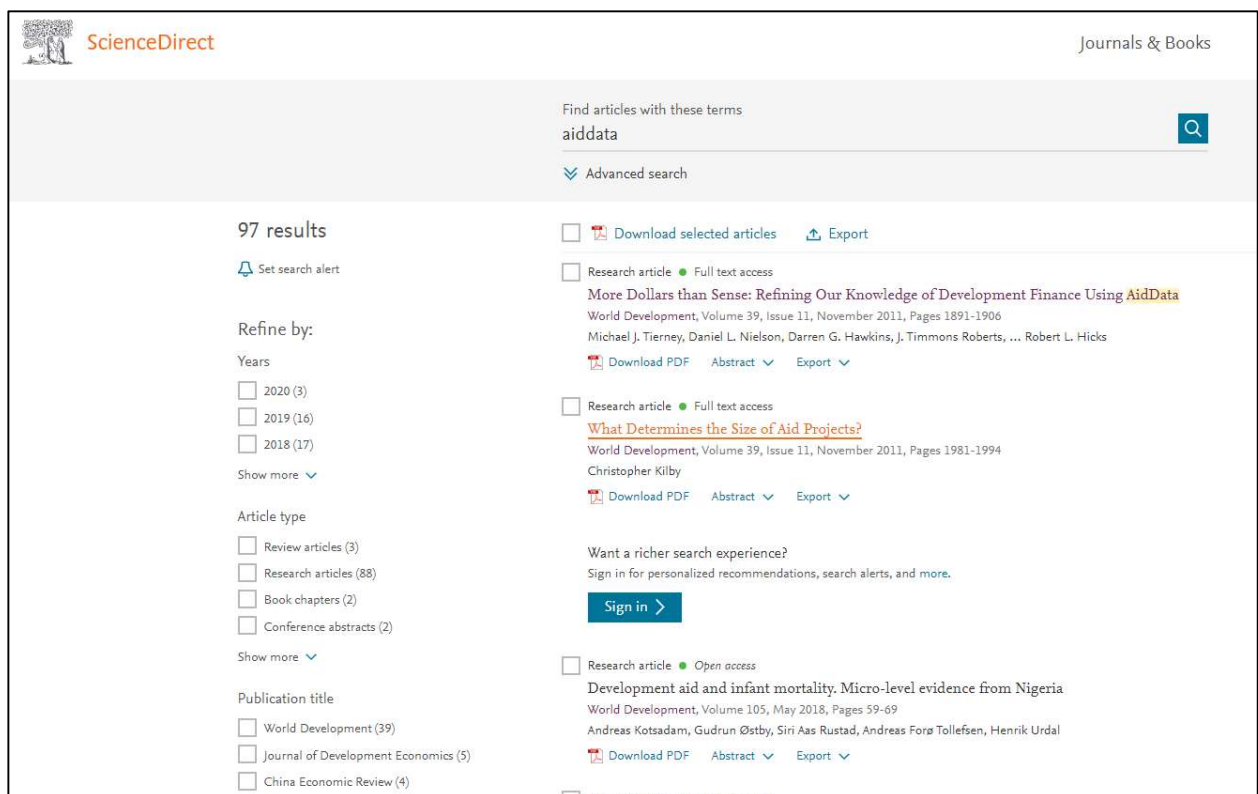 ScienceDirect
Journals & Books
Find articles with these terms
aiddata
Advanced search
97 results
Set search alert
Refine by:
Years
2020 (3)
2019 (16)
2018 (17)
Show more
Article type
Review articles (3)
Research articles (88)
Book chapters (2)
Conference abstracts (2)
Show more
Publication title
World Development (39)
Journal of Development Economics (5)
China Economic Review (4)
Download selected articles Export
Research article Full text access
More Dollars than Sense: Refining Our Knowledge of Development Finance Using AidData
World Development, Volume 39, Issue 11, November 2011, Pages 1891-1906
Michael J. Tierney, Daniel L. Nielson, Darren G. Hawkins, J. Timmons Roberts, ... Robert L. Hicks
Download PDF Abstract Export
Research article Full text access
What Determines the Size of Aid Projects?
World Development, Volume 39, Issue 11, November 2011, Pages 1981-1994
Christopher Kilby
Download PDF Abstract Export
Want a richer search experience?
Sign in for personalized recommendations, search alerts, and more.
Sign in
Research article Open access
Development aid and infant mortality. Micro-level evidence from Nigeria
World Development, Volume 105, May 2018, Pages 59-69
Andreas Kotsadam, Gudrun Østby, Siri Aas Rustad, Andreas Forø Tollefsen, Henrik Urdal
Download PDF Abstract Export